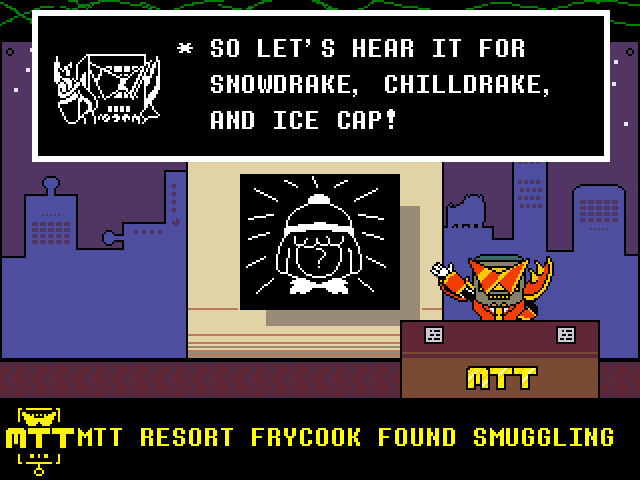 * SO LET'S HEAR IT FOR
SNOWDRAKE, CHILLDRAKE,
AND ICE CAP!
?
MTT
MTT MTT RESORT FRYCOOK FOUND SMUGGLING